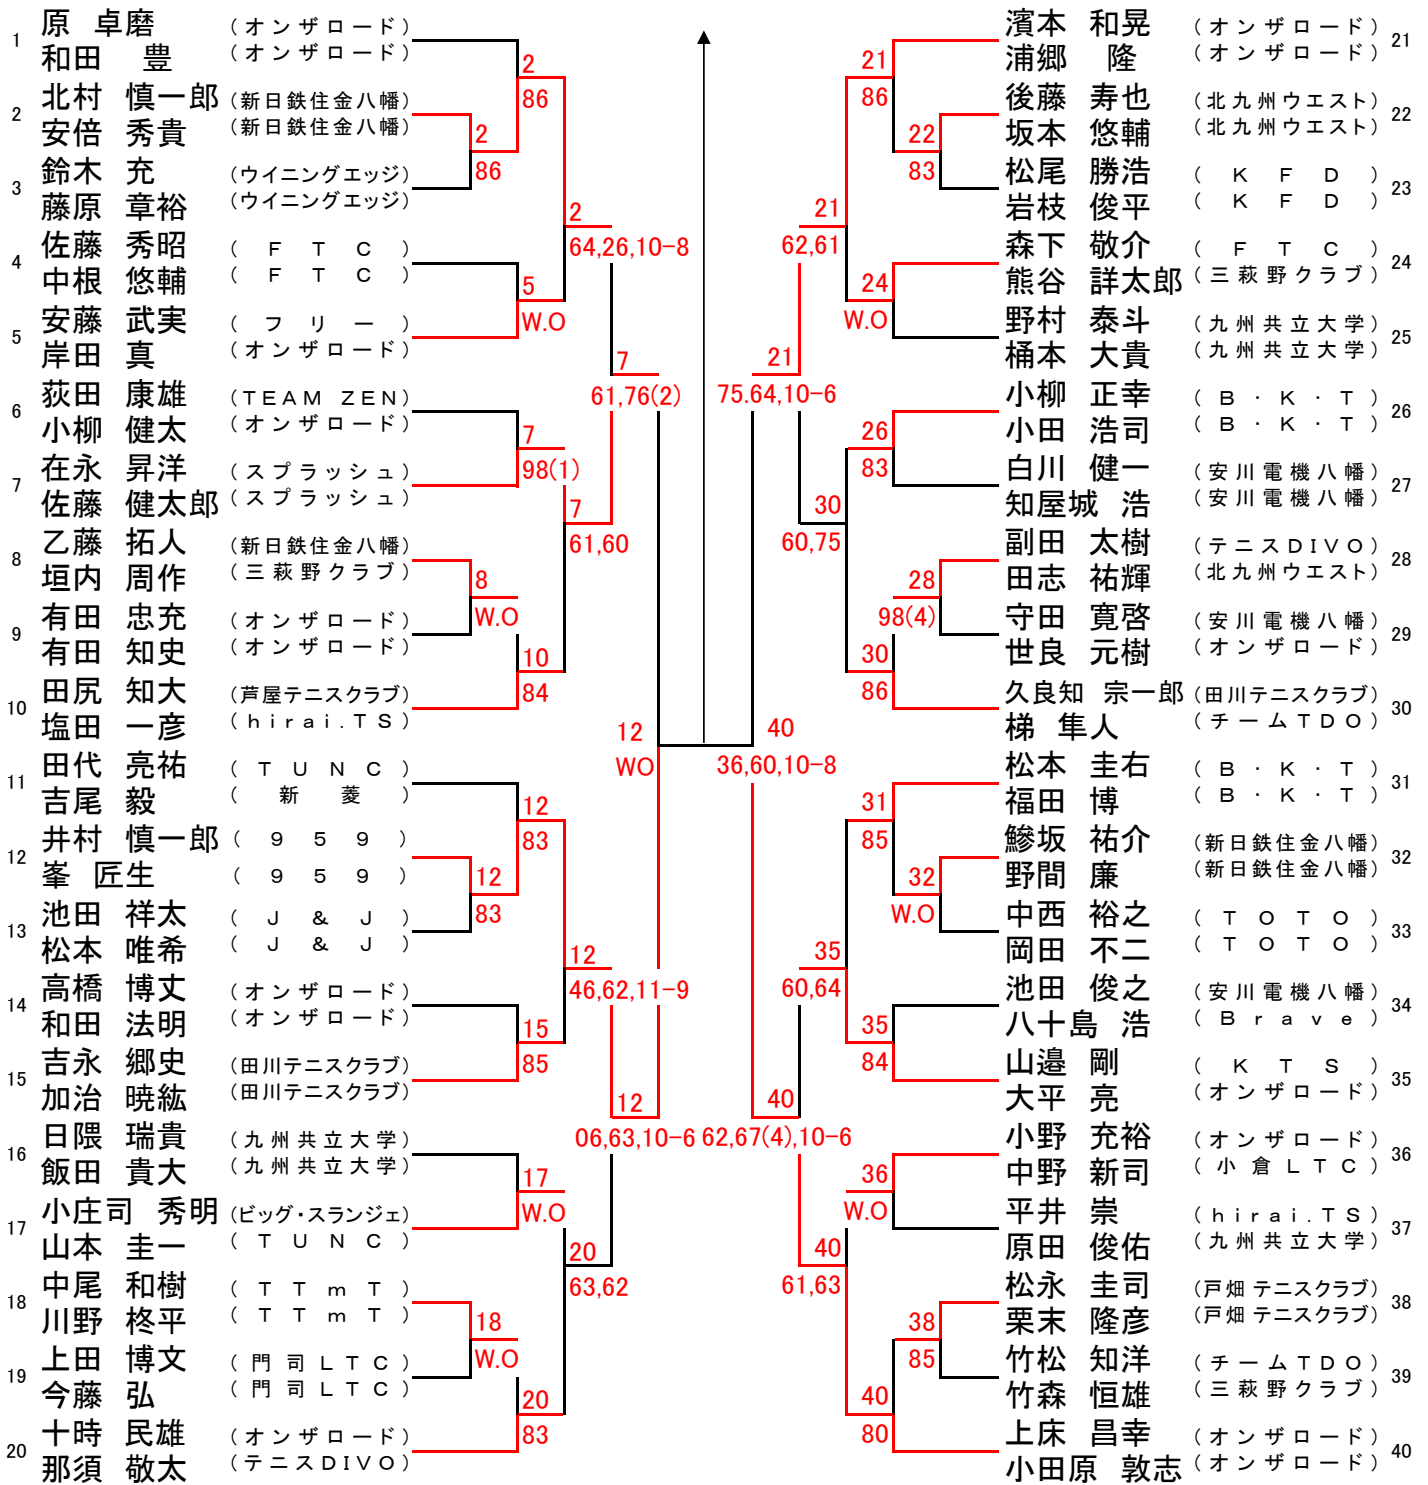 1 原 卓磨 (オンザロード)
和田 豊 (オンザロード)
2 北村 慎一郎 (新日鉄住金八幡)
安倍 秀貴 (新日鉄住金八幡)
3 鈴木 充 (ウイニングエッジ)
藤原 章裕 (ウイニングエッジ)
4 佐藤 秀昭 (FTC)
中根 悠輔 (FTC)
5 安藤 武実 (フリー)
岸田 真 (オンザロード)
6 荻田 康雄 (TEAM ZEN)
小柳 健太 (オンザロード)
7 在永 昇洋 (スプラッシュ)
佐藤 健太郎 (スプラッシュ)
8 乙藤 拓人 (新日鉄住金八幡)
垣内 周作 (三萩野クラブ)
9 有田 忠充 (オンザロード)
有田 知史 (オンザロード)
10 田尻 知大 (芦屋テニスクラブ)
塩田 一彦 (hirai.TS)
11 田代 亮祐 (TUNC)
吉尾 毅 (新菱)
12 井村 慎一郎 (959)
峯 匠生 (959)
13 池田 祥太 (J&J)
松本 唯希 (J&J)
14 高橋 博丈 (オンザロード)
和田 法明 (オンザロード)
15 吉永 郷史 (田川テニスクラブ)
加治 暁紘 (田川テニスクラブ)
16 日隈 瑞貴 (九州共立大学)
飯田 貴大 (九州共立大学)
17 小庄司 秀明 (ビッグ・スランジェ)
山本 圭一 (TUNC)
18 中尾 和樹 (TTmT)
川野 柊平 (TTmT)
19 上田 博文 (門司LTC)
今藤 弘 (門司LTC)
20 十時 民雄 (オンザロード)
那須 敬太 (テニスDIVO)
2
86
2
86
2
64,26,10-8
5
W.O
7
61,76(2)
7
98(1)
7
61,60
8
W.O
10
84
12
WO
12
83
12
83
12
46,62,11-9
15
85
12
06,63,10-6
17
W.O
20
63,62
18
W.O
20
83
21
86
22
83
21
62,61
24
W.O
21
75.64,10-6
26
83
30
60,75
28
98(4)
30
86
40
36,60,10-8
31
85
32
W.O
35
60,64
35
84
40
62,67(4),10-6
36
W.O
40
61,63
38
85
40
80
濱本 和晃 (オンザロード) 21
浦郷 隆 (オンザロード)
後藤 寿也 (北九州ウエスト) 22
坂本 悠輔 (北九州ウエスト)
松尾 勝浩 (KFD) 23
岩枝 俊平 (KFD)
森下 敬介 (FTC) 24
熊谷 詳太郎 (三萩野クラブ)
野村 泰斗 (九州共立大学) 25
桶本 大貴 (九州共立大学)
小柳 正幸 (B・K・T) 26
小田 浩司 (B・K・T)
白川 健一 (安川電機八幡) 27
知屋城 浩 (安川電機八幡)
副田 太樹 (テニスDIVO) 28
田志 祐輝 (北九州ウエスト)
守田 寛啓 (安川電機八幡) 29
世良 元樹 (オンザロード)
久良知 宗一郎 (田川テニスクラブ) 30
梯 隼人 (チームTDO)
松本 圭右 (B・K・T) 31
福田 博 (B・K・T)
鰺坂 祐介 (新日鉄住金八幡) 32
野間 廉 (新日鉄住金八幡)
中西 裕之 (TOTO) 33
岡田 不二 (TOTO)
池田 俊之 (安川電機八幡) 34
八十島 浩 (Brave)
山邉 剛 (KTS) 35
大平 亮 (オンザロード)
小野 充裕 (オンザロード) 36
中野 新司 (小倉LTC)
平井 崇 (hirai.TS) 37
原田 俊佑 (九州共立大学)
松永 圭司 (戸畑テニスクラブ) 38
栗末 隆彦 (戸畑テニスクラブ)
竹松 知洋 (チームTDO) 39
竹森 恒雄 (三萩野クラブ)
上床 昌幸 (オンザロード) 40
小田原 敦志 (オンザロード)